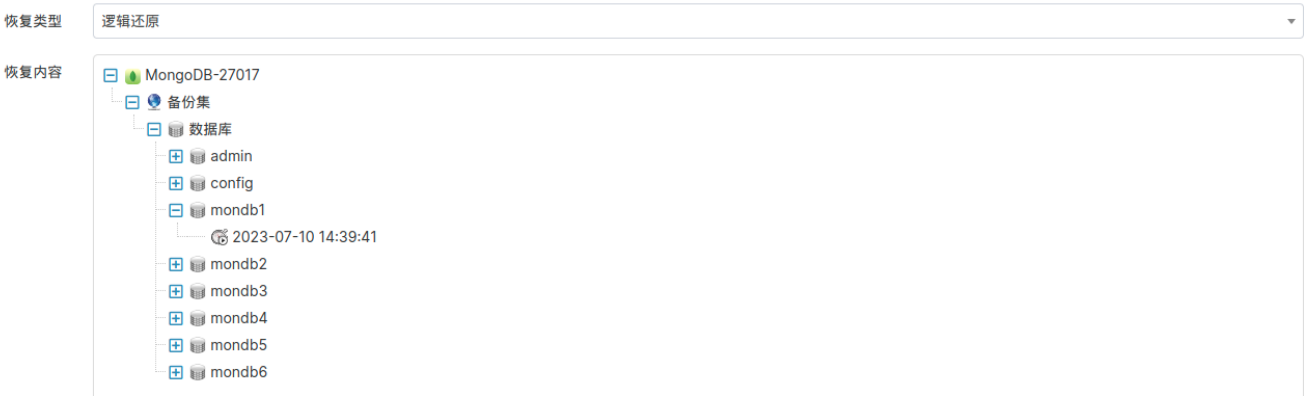 恢复类型 逻辑还原
恢复内容 MongoDB-27017
备份集
数据库
admin
config
mondb1
2023-07-10 14:39:41
mondb2
mondb3
mondb4
mondb5
mondb6